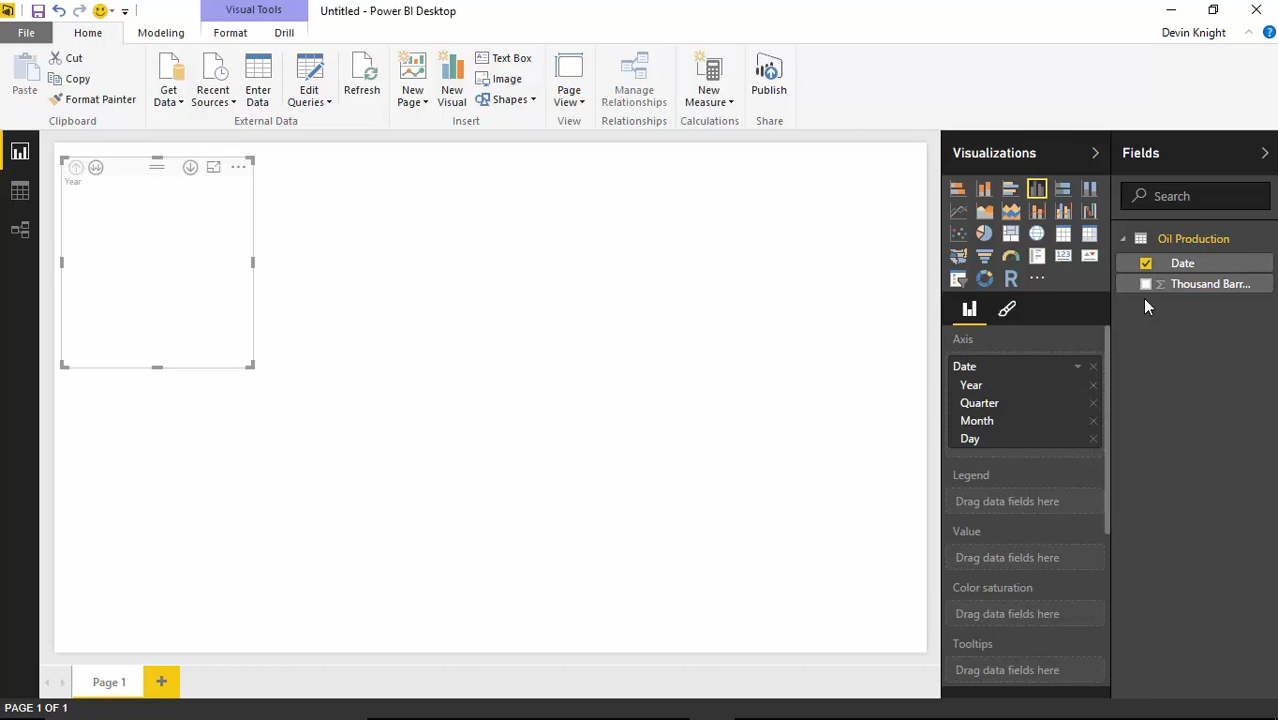 Visual Tools
Untitled - Power BI Desktop
File
Home
Modeling
Format
Drill
Devin Knight
Paste
Cut
Copy
Format Painter
Clipboard
Get
Data
Recent
Sources
Enter
Data
Edit
Queries
Refresh
External Data
New
Page
New
Visual
Text Box
Image
Shapes
Insert
Page
View
View
Manage
Relationships
Relationships
New
Measure
Calculations
Publish
Share
Year
Visualizations
R
123
Axis
Date
Year
Quarter
Month
Day
Legend
Drag data fields here
Value
Drag data fields here
Color saturation
Drag data fields here
Tooltips
Drag data fields here
Fields
Search
Oil Production
Date
Σ Thousand Barr...
Page 1
PAGE 1 OF 1